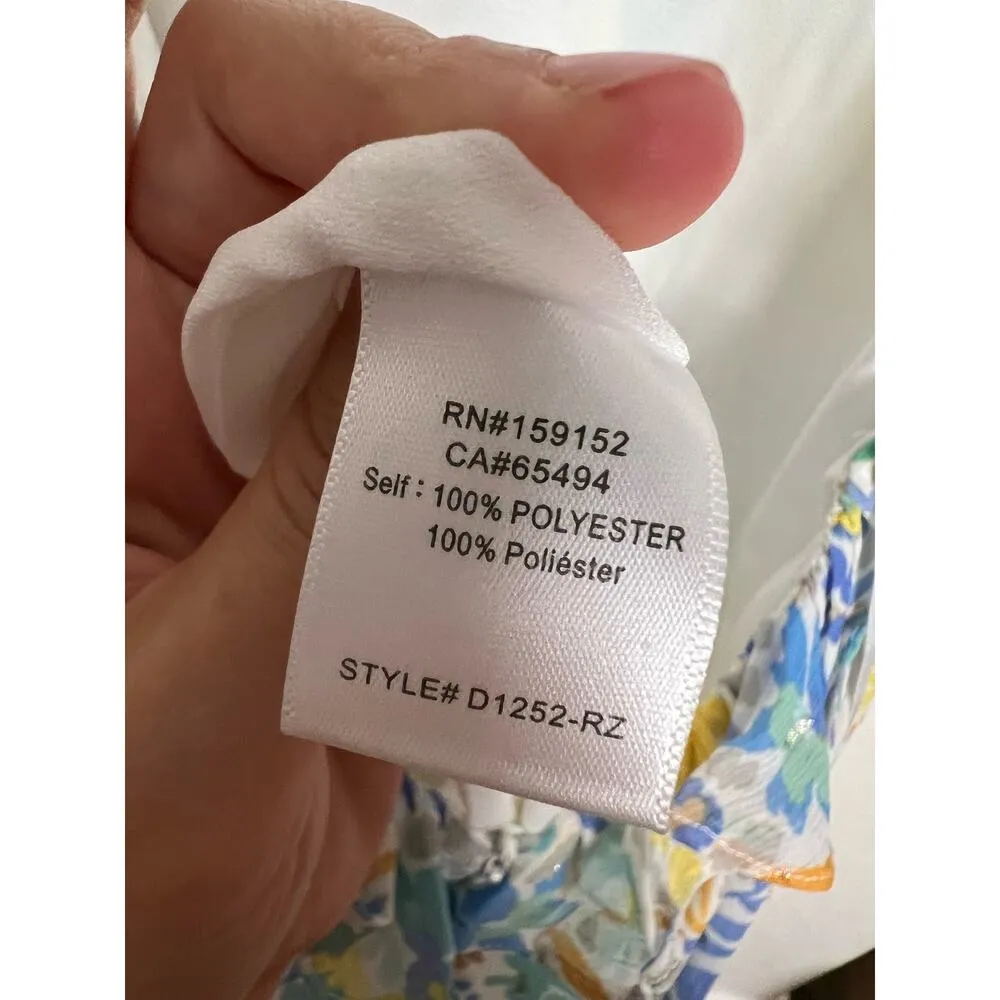 RN#159152
CA#65494
Self : 100% POLYESTER
100% Poliéster
STYLE# D1252-RZ